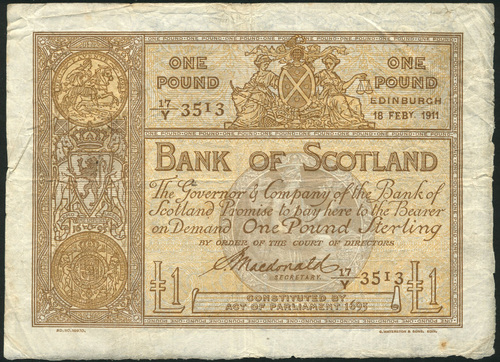 ONE POUND
ONE POUND
17/Y 3513
EDINBURGH
18 FEBY. 1911
BANK OF SCOTLAND
The Governor & Company of the Bank of
Scotland Promise to pay here to the Bearer
on Demand One Pound Sterling
BY ORDER OF THE COURT OF DIRECTORS
J Macdonald
SECRETARY.
17/Y 3513
£1
£1
CONSTITUTED BY
ACT OF PARLIAMENT 1695